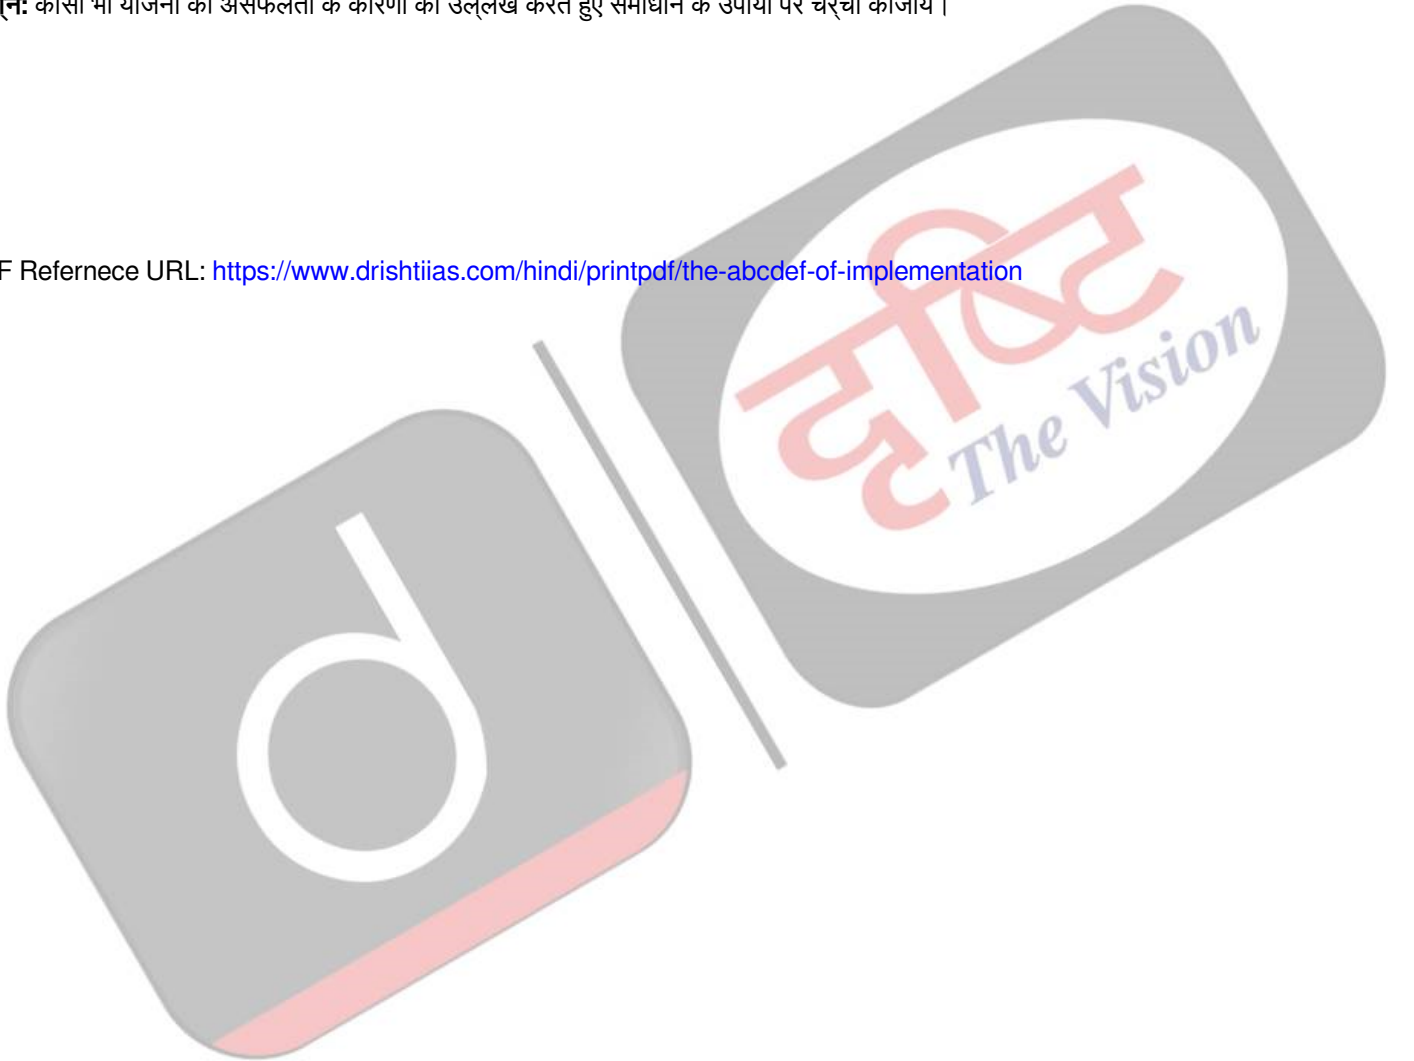 न: किसी भी योजना की असफलता के कारणों का उल्लेख करते हुए समाधान के उपायों पर चर्चा कीजिये।
F Refernece URL: https://www.drishtiias.com/hindi/printpdf/the-abcdef-of-implementation
दृष्टि
The Vision
d